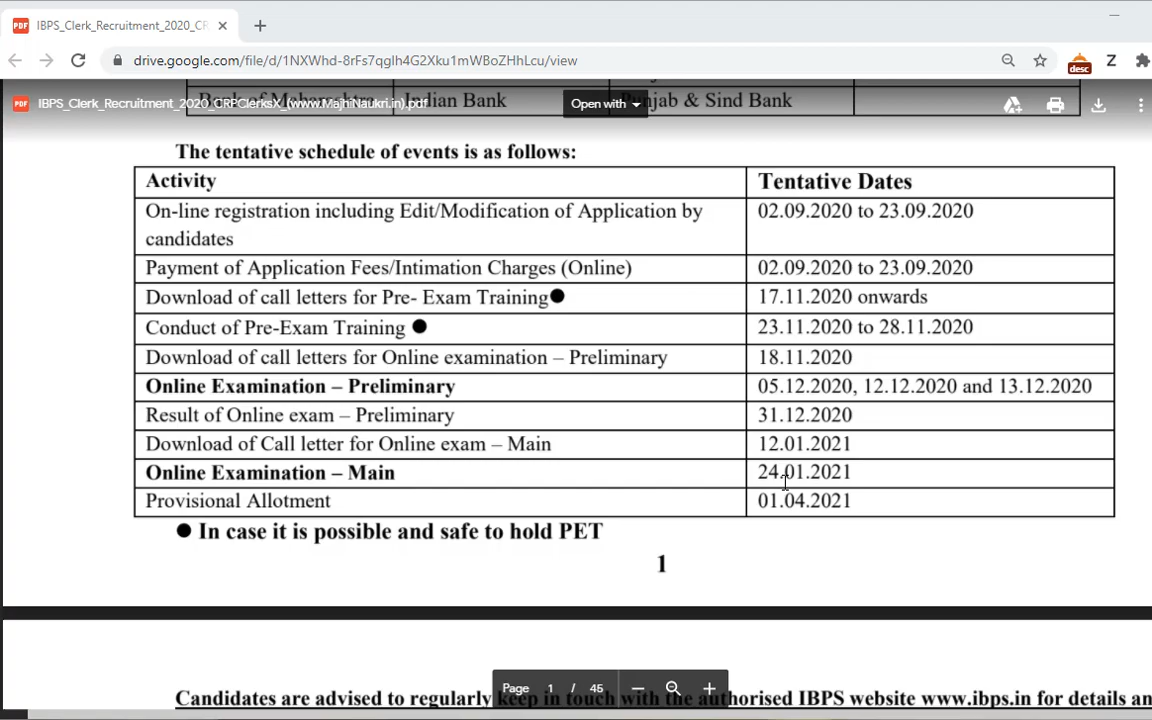 IBPS_Clerk_Recruitment_2020_CR
drive.google.com/file/d/1NXWhd-8rFs7qglh4G2Xku1mWBoZHhLcu/view
desc
Z
Bank of Maharashtra Indian Bank Punjab & Sind Bank
IBPS_Clerk_Recruitment_2020_CRPClerksX_(www.MajhiNaukri.in).pdf
Open with
The tentative schedule of events is as follows:
Activity Tentative Dates
On-line registration including Edit/Modification of Application by 02.09.2020 to 23.09.2020
candidates
Payment of Application Fees/Intimation Charges (Online) 02.09.2020 to 23.09.2020
Download of call letters for Pre- Exam Training● 17.11.2020 onwards
Conduct of Pre-Exam Training ● 23.11.2020 to 28.11.2020
Download of call letters for Online examination – Preliminary 18.11.2020
Online Examination – Preliminary 05.12.2020, 12.12.2020 and 13.12.2020
Result of Online exam – Preliminary 31.12.2020
Download of Call letter for Online exam – Main 12.01.2021
Online Examination – Main 24.01.2021
Provisional Allotment 01.04.2021
● In case it is possible and safe to hold PET
1
Page 1 / 45
Candidates are advised to regularly keep in touch with the authorised IBPS website www.ibps.in for details an